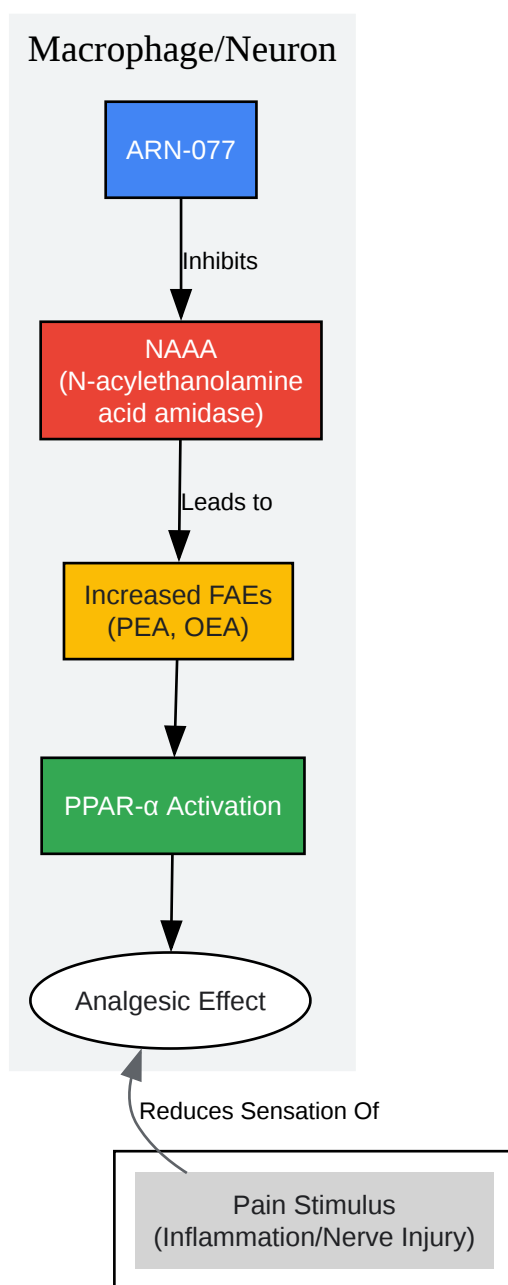 Macrophage/Neuron
ARN-077
Inhibits
NAAA
(N-acylethanolamine
acid amidase)
Leads to
Increased FAEs
(PEA, OEA)
PPAR-α Activation
Analgesic Effect
Reduces Sensation Of
Pain Stimulus
(Inflammation/Nerve Injury)